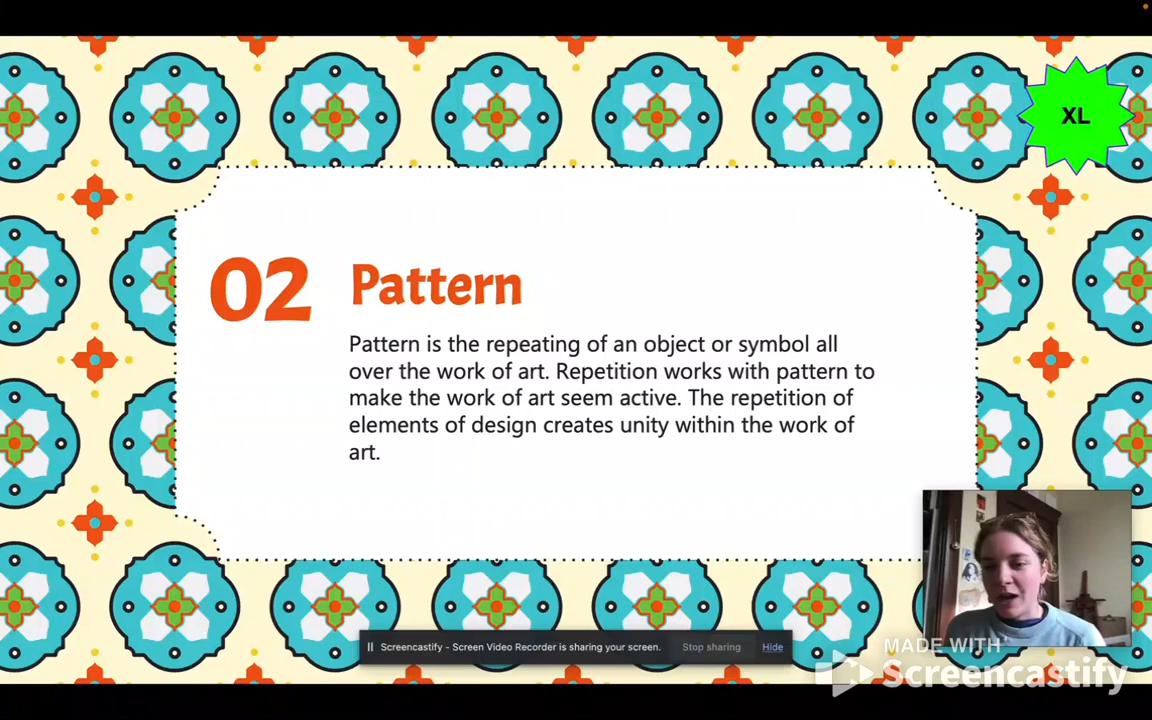 XL
02 Pattern
Pattern is the repeating of an object or symbol all
over the work of art. Repetition works with pattern to
make the work of art seem active. The repetition of
elements of design creates unity within the work of
art.
Screencastify - Screen Video Recorder is sharing your screen. Stop sharing Hide
MADE WITH
Screencastify